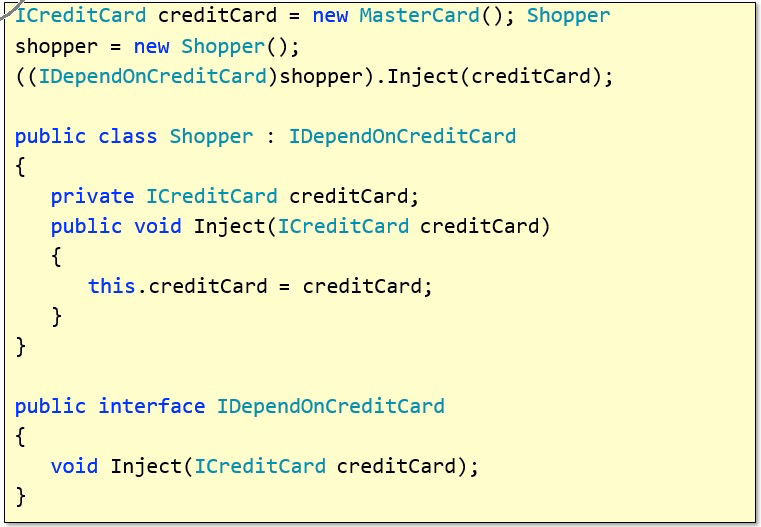 ICreditCard creditCard = new MasterCard(); Shopper
shopper = new Shopper();
((IDependOnCreditCard)shopper).Inject(creditCard);
public class Shopper : IDependOnCreditCard
{
private ICreditCard creditCard;
public void Inject(ICreditCard creditCard)
{
this.creditCard = creditCard;
}
}
public interface IDependOnCreditCard
{
void Inject(ICreditCard creditCard);
}